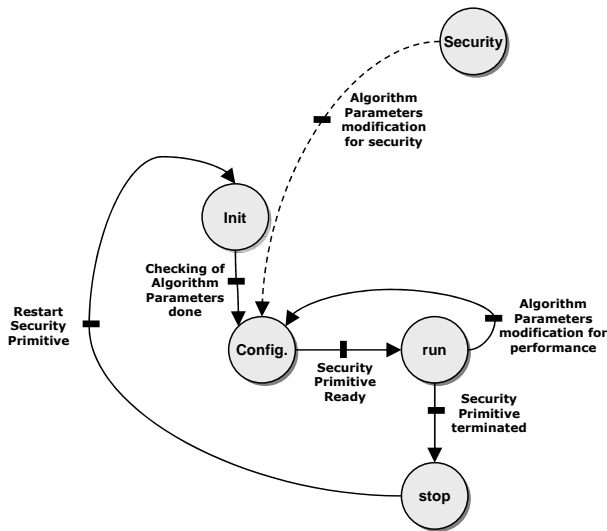 Security
Algorithm
Parameters
modification
for security
Init
Checking of
Algorithm
Parameters
done
Restart
Security
Primitive
Config.
Security
Primitive
Ready
run
Algorithm
Parameters
modification for
performance
Security
Primitive
terminated
stop